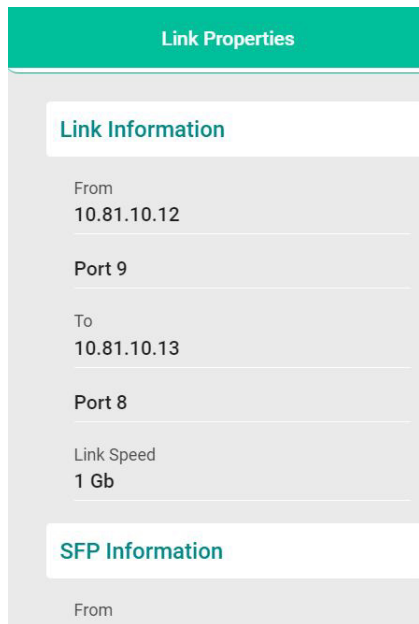 Link Properties
Link Information
From
10.81.10.12
Port 9
To
10.81.10.13
Port 8
Link Speed
1 Gb
SFP Information
From